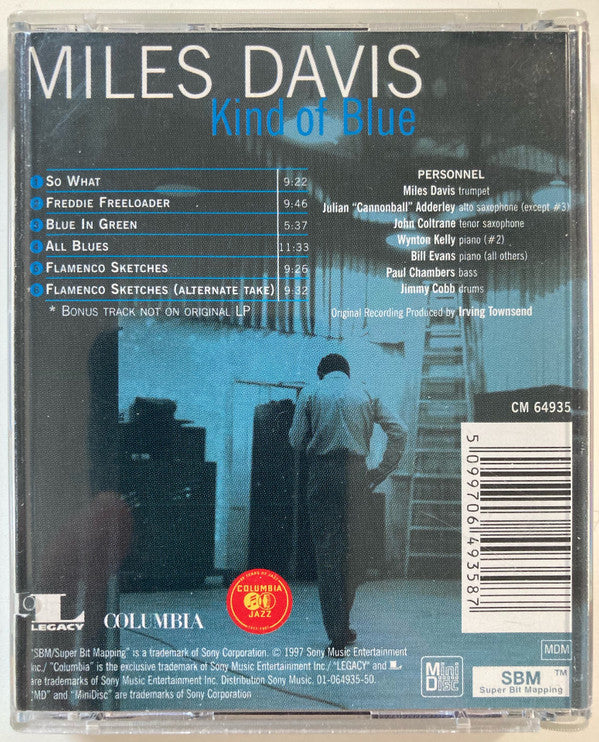 MILES DAVIS
Kind of Blue
1 SO WHAT 9:22
2 FREDDIE FREELOADER 9:46
3 BLUE IN GREEN 5:37
4 ALL BLUES 11:33
5 FLAMENCO SKETCHES 9:26
6 FLAMENCO SKETCHES (ALTERNATE TAKE) 9:32
* BONUS TRACK NOT ON ORIGINAL LP
PERSONNEL
Miles Davis trumpet
Julian "Cannonball" Adderley alto saxophone (except #3)
John Coltrane tenor saxophone
Wynton Kelly piano (#2)
Bill Evans piano (all others)
Paul Chambers bass
Jimmy Cobb drums
Original Recording Produced by Irving Townsend
CM 64935
5 099706 493587
L
LEGACY
COLUMBIA
COLUMBIA
JAZZ
MDM
Mini
Disc
SBM™
Super Bit Mapping
"SBM/Super Bit Mapping" is a trademark of Sony Corporation. © 1997 Sony Music Entertainment
Inc./ "Columbia" is the exclusive trademark of Sony Music Entertainment Inc./ "LEGACY" and L
are trademarks of Sony Music Entertainment Inc. Distribution Sony Music. 01-064935-50.
"MD" and "MiniDisc" are trademarks of Sony Corporation